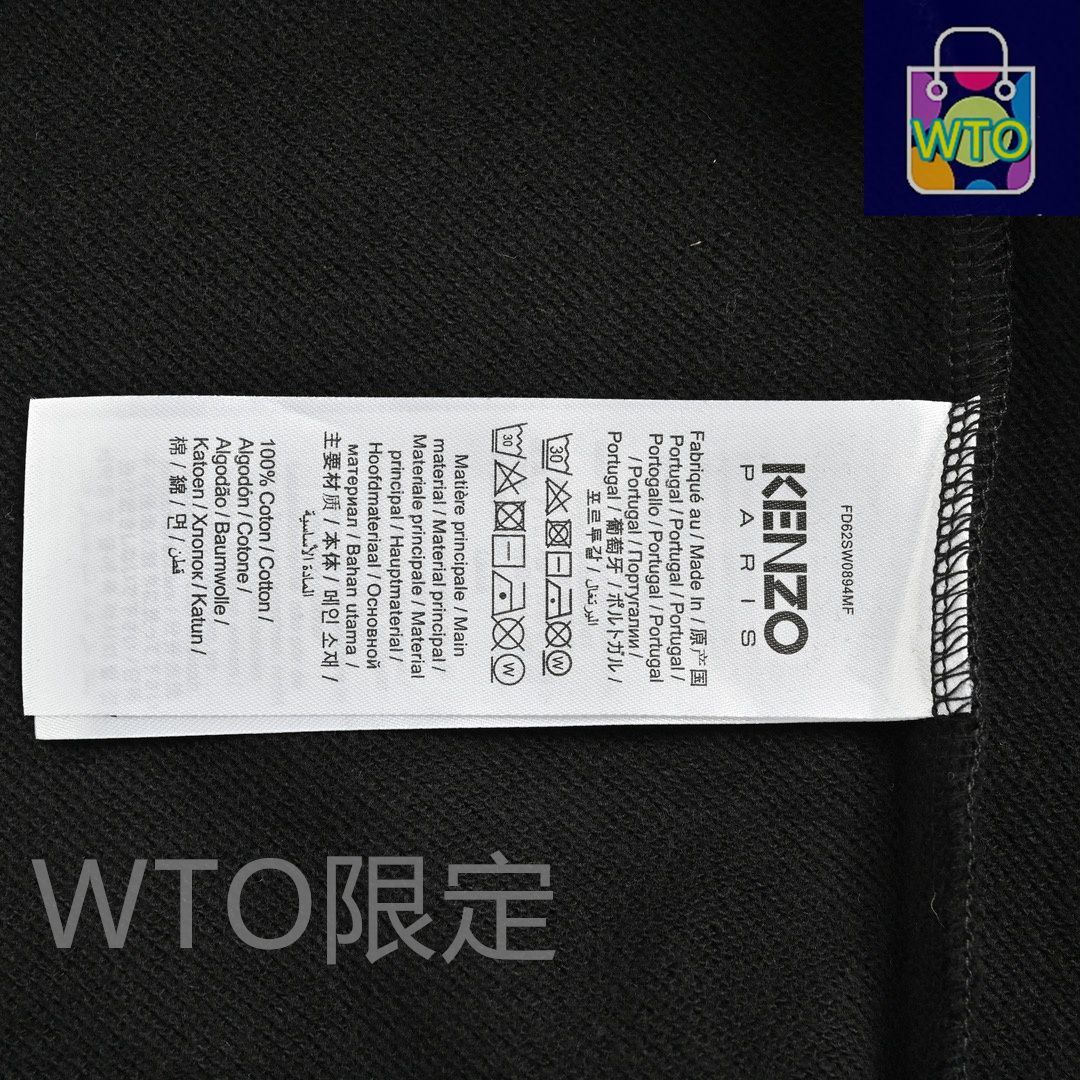 WTO
FD62SW0894MF
KENZO
PARIS
Fabriqué au / Made In / 原产国
Portugal / Portugal / Portugal /
Portogallo / Portugal / Portugal
/ Portugal / Португалии /
Portugal / 葡萄牙 / ポルトガル /
포르투갈 / البرتغال
30
W
30
W
Matière principale / Main
material / Material principal /
Materiale principale / Material
principal / Hauptmaterial /
Hoofdmateriaal / Основной
материал / Bahan utama /
主要材质 / 本体 / 메인 소재 /
المادة الأساسية
100% Coton / Cotton /
Algodón / Cotone /
Algodão / Baumwolle /
Katoen / Хлопок / Katun /
棉 / 綿 / 면 / قطن
WTO限定